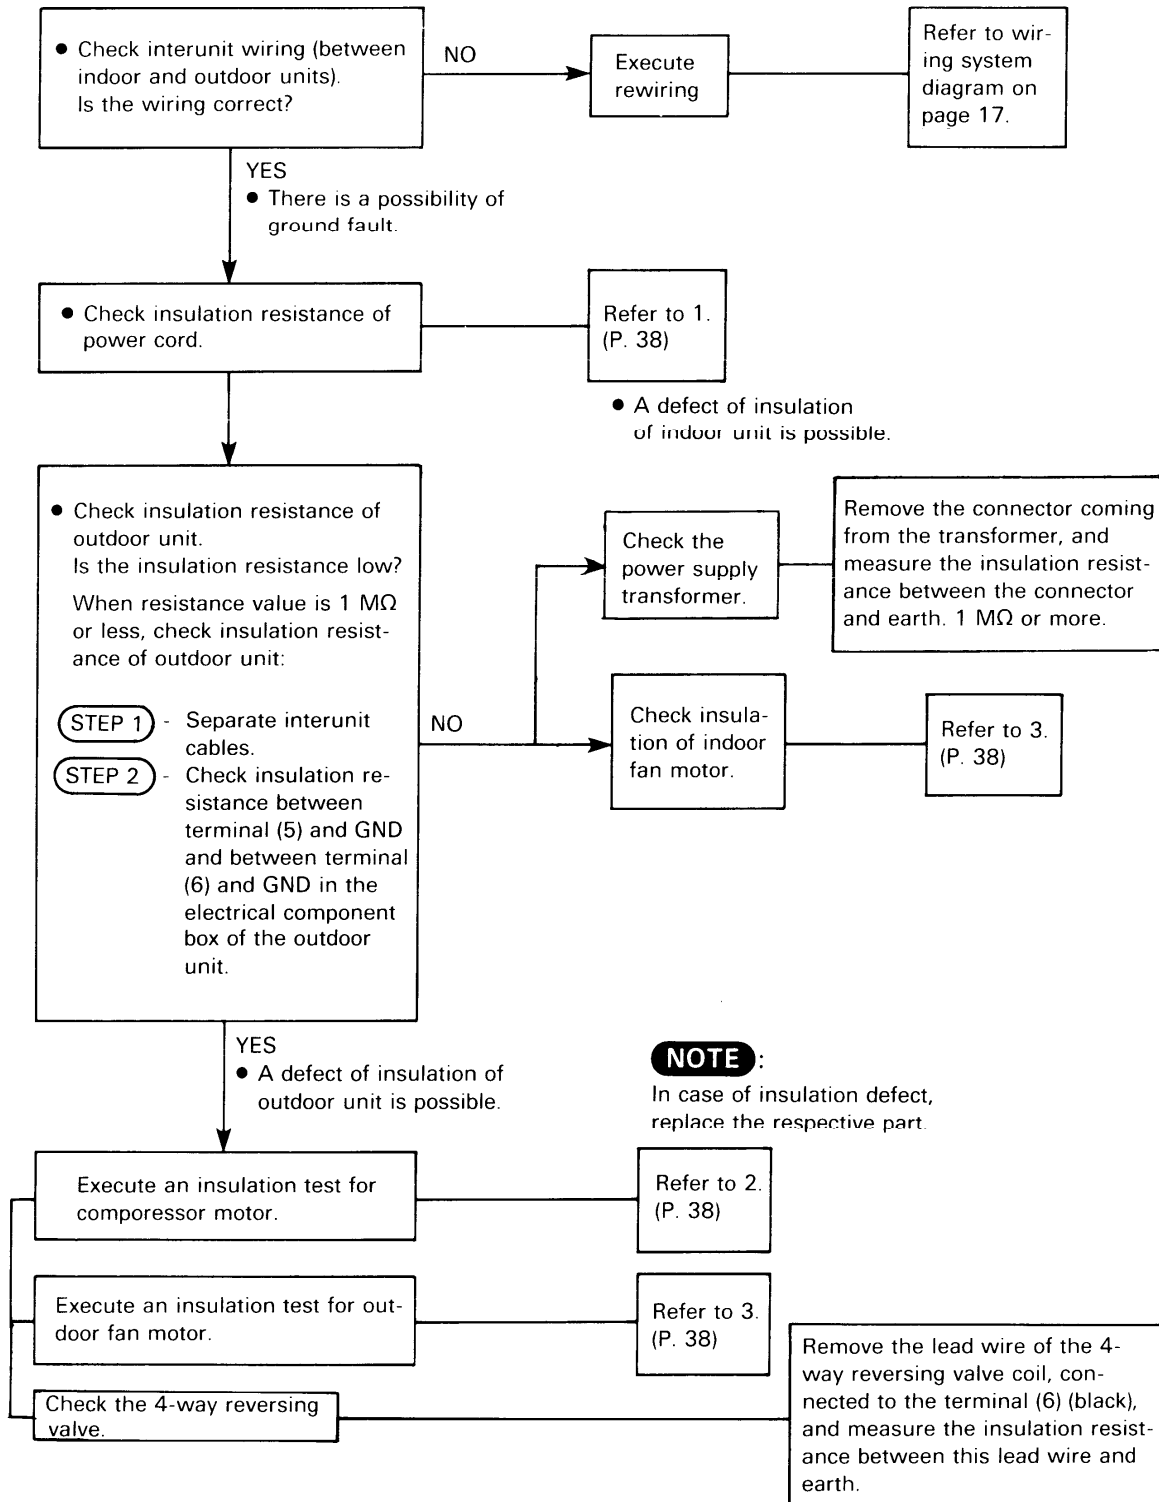 ● Check interunit wiring (between
indoor and outdoor units).
Is the wiring correct?
NO
Execute
rewiring
Refer to wir-
ing system
diagram on
page 17.
YES
● There is a possibility of
ground fault.
● Check insulation resistance of
power cord.
Refer to 1.
(P. 38)
● A defect of insulation
of indoor unit is possible.
● Check insulation resistance of
outdoor unit.
Is the insulation resistance low?
When resistance value is 1 MΩ
or less, check insulation resist-
ance of outdoor unit:
STEP 1 - Separate interunit
cables.
STEP 2 - Check insulation re-
sistance between
terminal (5) and GND
and between terminal
(6) and GND in the
electrical component
box of the outdoor
unit.
NO
Check the
power supply
transformer.
Remove the connector coming
from the transformer, and
measure the insulation resist-
ance between the connector
and earth. 1 MΩ or more.
Check insula-
tion of indoor
fan motor.
Refer to 3.
(P. 38)
YES
● A defect of insulation of
outdoor unit is possible.
NOTE :
In case of insulation defect,
replace the respective part.
Execute an insulation test for
comporessor motor.
Refer to 2.
(P. 38)
Execute an insulation test for out-
door fan motor.
Refer to 3.
(P. 38)
Check the 4-way reversing
valve.
Remove the lead wire of the 4-
way reversing valve coil, con-
nected to the terminal (6) (black),
and measure the insulation resist-
ance between this lead wire and
earth.